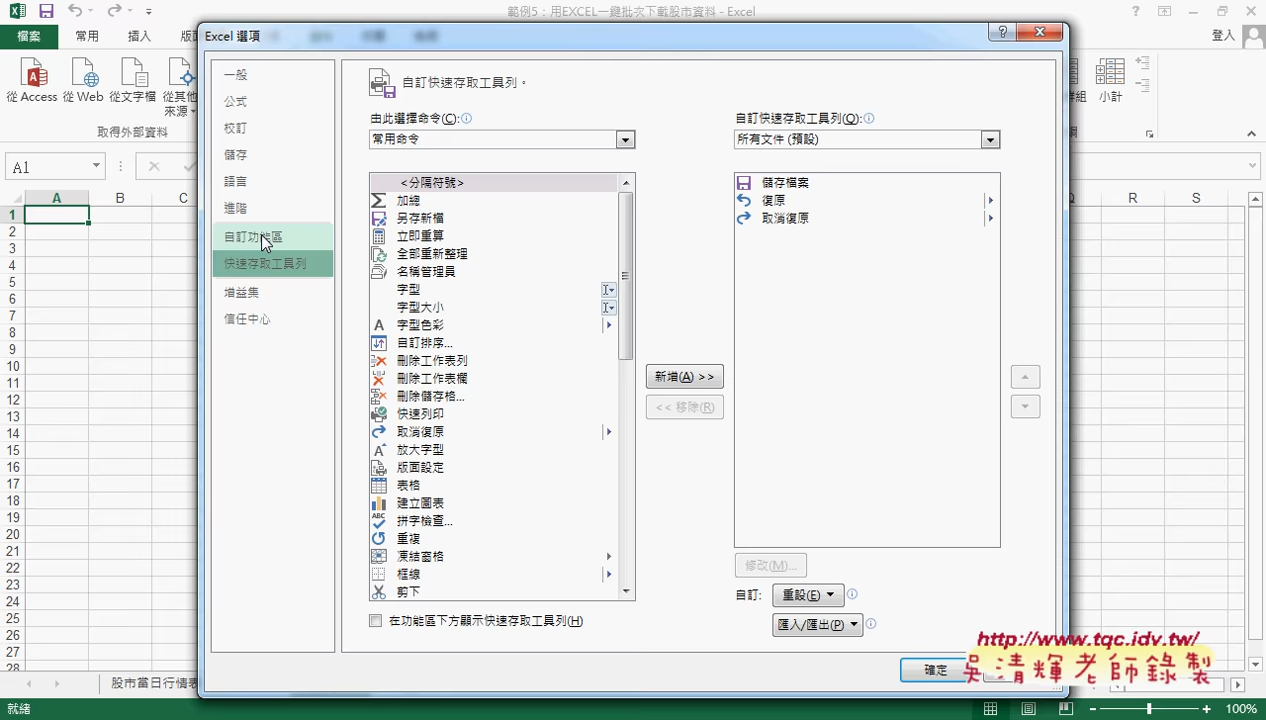 範例5：用EXCEL一鍵批次下載股市資料 - Excel
檔案
常用
插入
登入
從 Access
從 Web
從文字檔
從其他
來源
小計
取得外部資料
A1
A
B
C
R
S
1
2
3
4
5
6
7
8
9
10
11
12
13
14
15
16
17
18
19
20
21
22
23
24
25
26
27
28
股市當日行情表
就緒
100%
Excel 選項
一般
公式
校訂
儲存
語言
進階
自訂功能區
快速存取工具列
增益集
信任中心
自訂快速存取工具列。
由此選擇命令(C):
常用命令
<分隔符號>
加總
另存新檔
立即重算
全部重新整理
名稱管理員
字型
字型大小
字型色彩
自訂排序...
刪除工作表列
刪除工作表欄
刪除儲存格...
快速列印
取消復原
放大字型
版面設定
表格
建立圖表
拼字檢查...
重複
凍結窗格
框線
剪下
在功能區下方顯示快速存取工具列(H)
新增(A) >>
<< 移除(R)
自訂快速存取工具列(Q):
所有文件 (預設)
儲存檔案
復原
取消復原
修改(M)...
自訂:
重設(E)
匯入/匯出(P)
確定
http://www.tqc.idv.tw/
吳清輝老師錄製